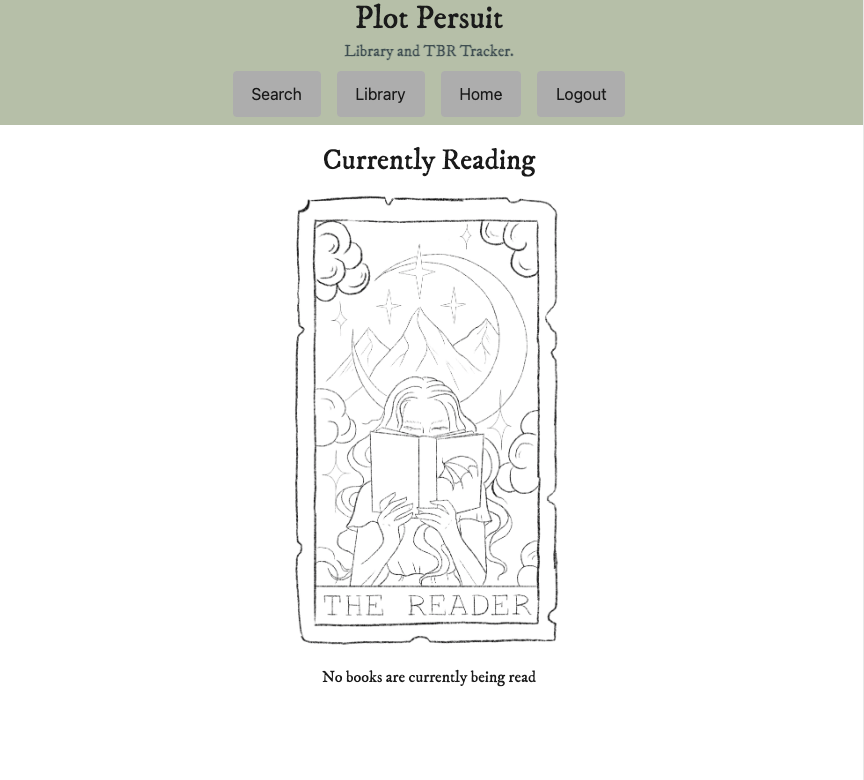 Plot Persuit
Library and TBR Tracker.
Search Library Home Logout
Currently Reading
THE READER
No books are currently being read